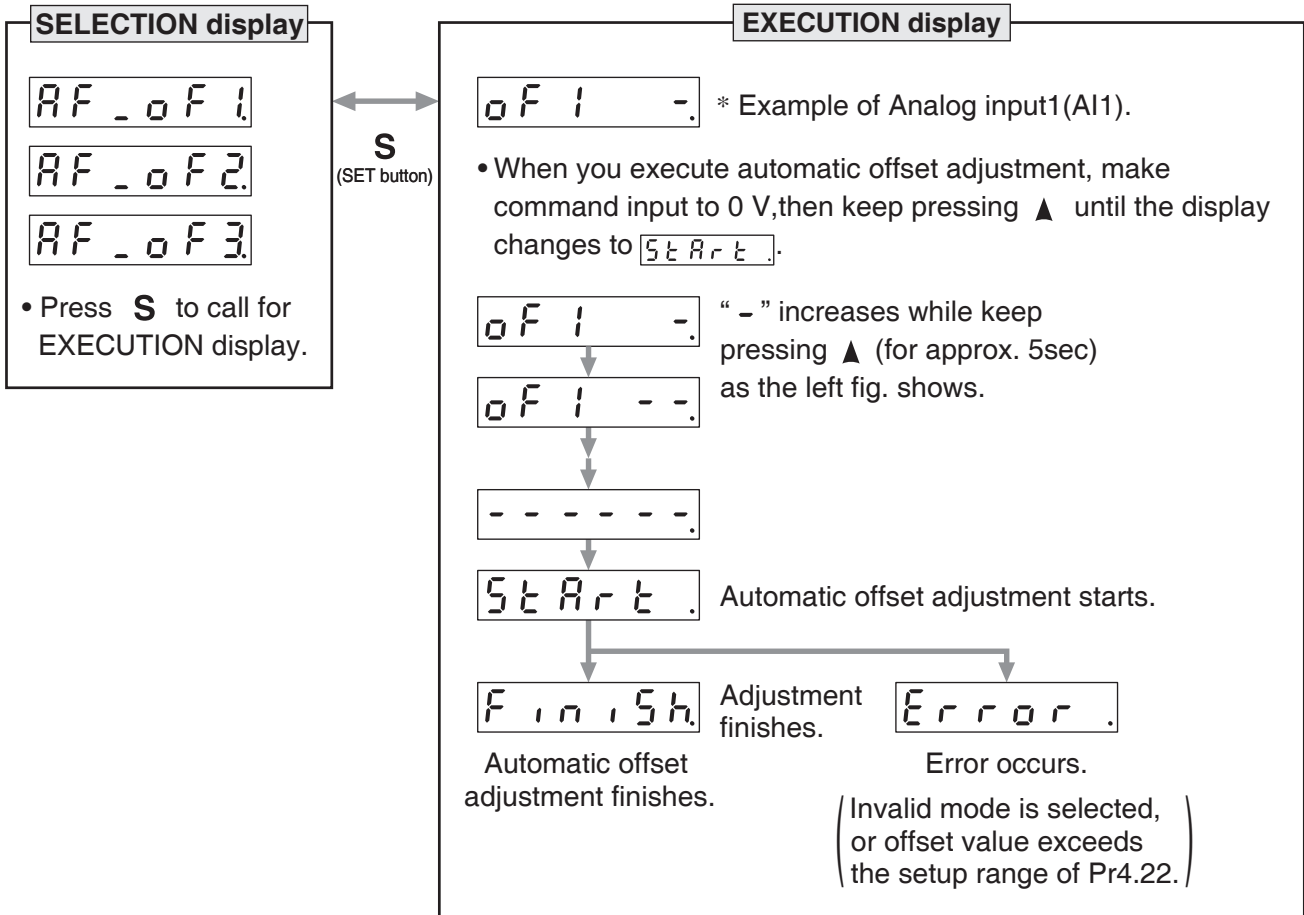 SELECTION display
AF_oF1.
AF_oF2.
AF_oF3.
• Press S to call for
EXECUTION display.
S
(SET button)
EXECUTION display
oF1 -. * Example of Analog input1(AI1).
• When you execute automatic offset adjustment, make
command input to 0 V,then keep pressing ▲ until the display
changes to StArt ..
oF1 -.
“ - ” increases while keep
pressing ▲ (for approx. 5sec)
as the left fig. shows.
oF1 --.
------.
StArt . Automatic offset adjustment starts.
FiniSh.
Adjustment
finishes.
Automatic offset
adjustment finishes.
Error .
Error occurs.
(Invalid mode is selected,
or offset value exceeds
the setup range of Pr4.22.)